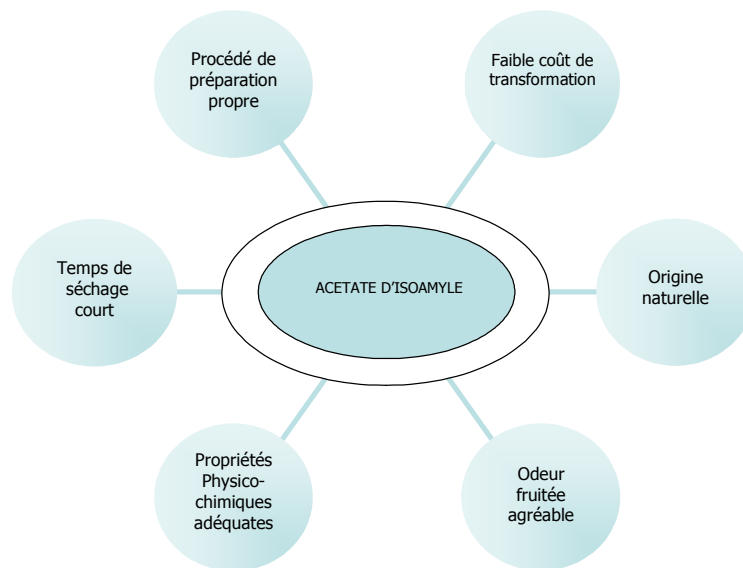 Procédé de
préparation
propre
Faible coût de
transformation
Temps de
séchage
court
ACETATE D'ISOAMYLE
Origine
naturelle
Propriétés
Physico-
chimiques
adéquates
Odeur
fruitée
agréable